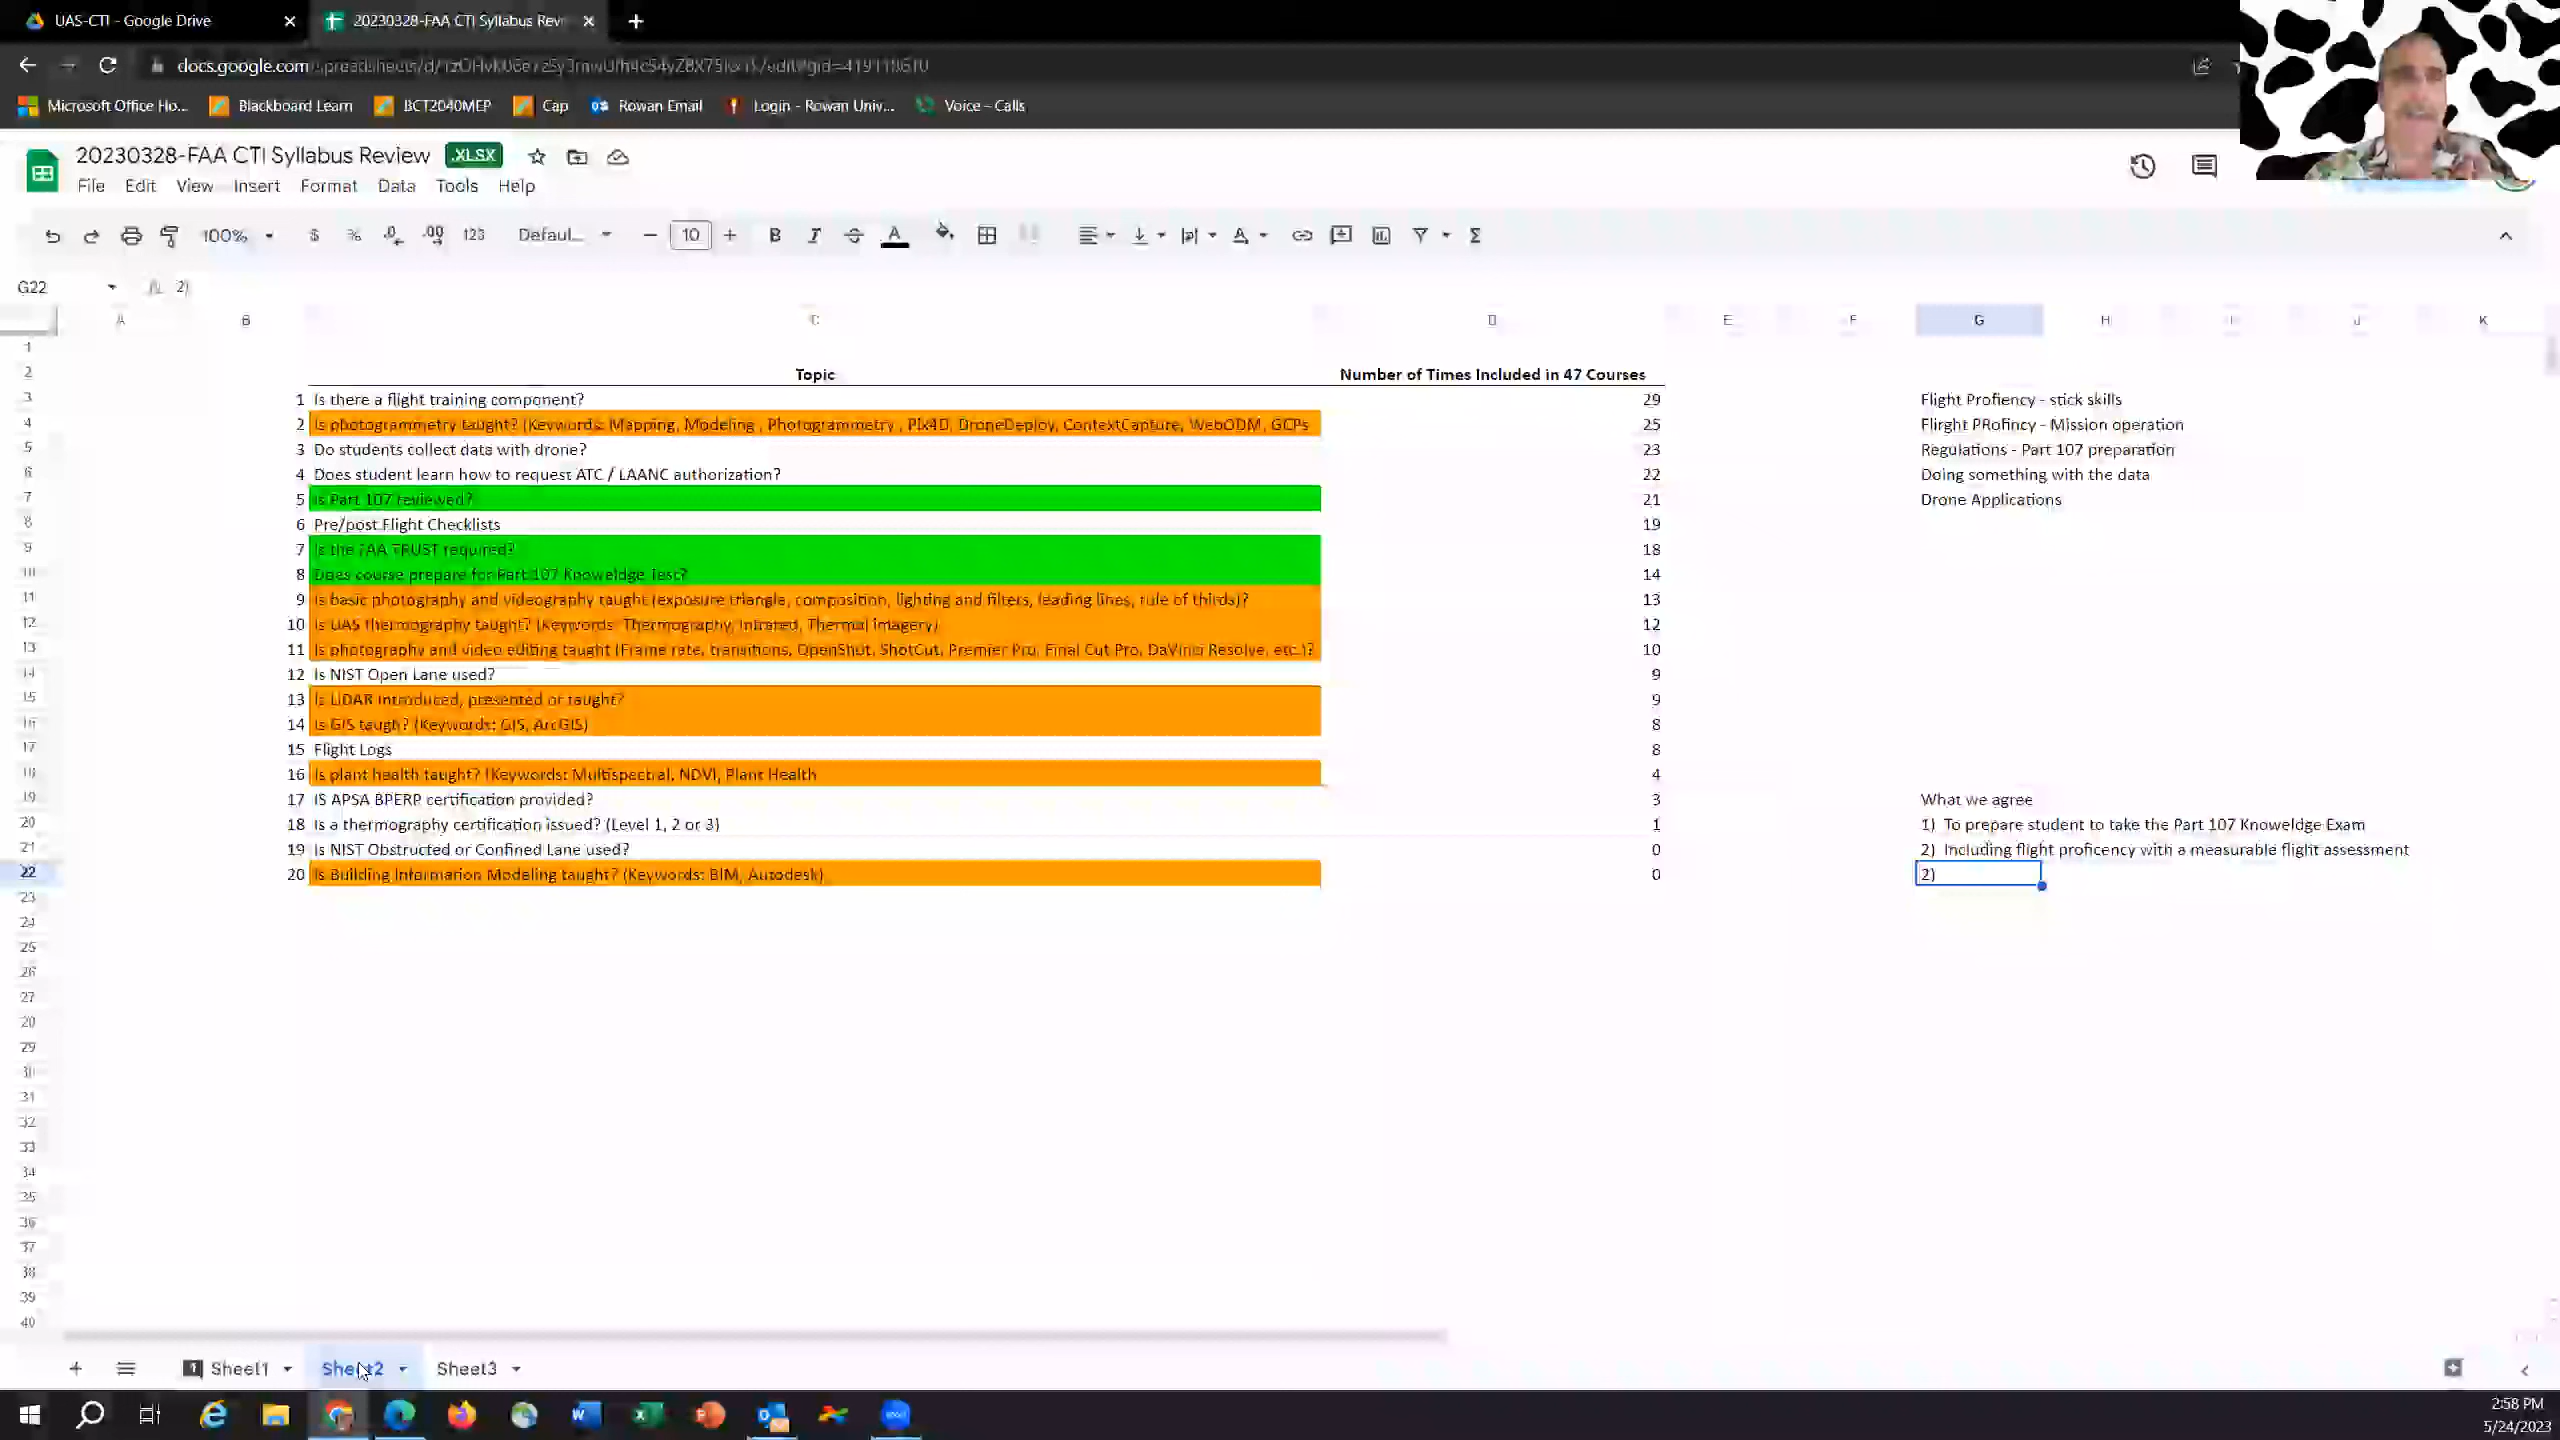 UAS-CTI - Google Drive
20230328-FAA CTI Syllabus Rev
docs.google.com
Microsoft Office Ho...
Blackboard Learn
BCT2040MEP
Cap
Rowan Email
Login - Rowan Univ...
Voice - Calls
20230328-FAA CTI Syllabus Review .XLSX
File Edit View Insert Format Data Tools Help
100% $ % .0 .00 123 Defaul... 10 B I A
G22 2)
A B C D E F G H I J K
Topic Number of Times Included in 47 Courses
1 Is there a flight training component? 29 Flight Profiency - stick skills
2 Is photogrammetry taught? (Keywords: Mapping, Modeling , Photogrammetry , PIx4D, DroneDeploy, ContextCapture, WebODM, GCPs 25 Flirght PRofincy - Mission operation
3 Do students collect data with drone? 23 Regulations - Part 107 preparation
4 Does student learn how to request ATC / LAANC authorization? 22 Doing something with the data
5 Is Part 107 reviewed? 21 Drone Applications
6 Pre/post Flight Checklists 19
7 Is the FAA TRUST required? 18
8 Does course prepare for Part 107 Knoweldge Test? 14
9 Is basic photography and videography taught (exposure triangle, composition, lighting and filters, leading lines, rule of thirds)? 13
10 Is UAS thermography taught? (Keywords: Thermography, Infrared, Thermal imagery) 12
11 Is photography and video editing taught (Frame rate, transitions, OpenShot, ShotCut, Premier Pro, Final Cut Pro, DaVinci Resolve, etc.)? 10
12 Is NIST Open Lane used? 9
13 Is LiDAR introduced, presented or taught? 9
14 Is GIS taugh? (Keywords: GIS, ArcGIS) 8
15 Flight Logs 8
16 Is plant health taught? (Keywords: Multispectral, NDVI, Plant Health 4
17 IS APSA BPERP certification provided? 3 What we agree
18 Is a thermography certification issued? (Level 1, 2 or 3) 1 1) To prepare student to take the Part 107 Knoweldge Exam
19 Is NIST Obstructed or Confined Lane used? 0 2) Including flight proficency with a measurable flight assessment
20 Is Building Information Modeling taught? (Keywords: BIM, Autodesk) 0 2)
Sheet1 Sheet2 Sheet3
2:58 PM
5/24/2023